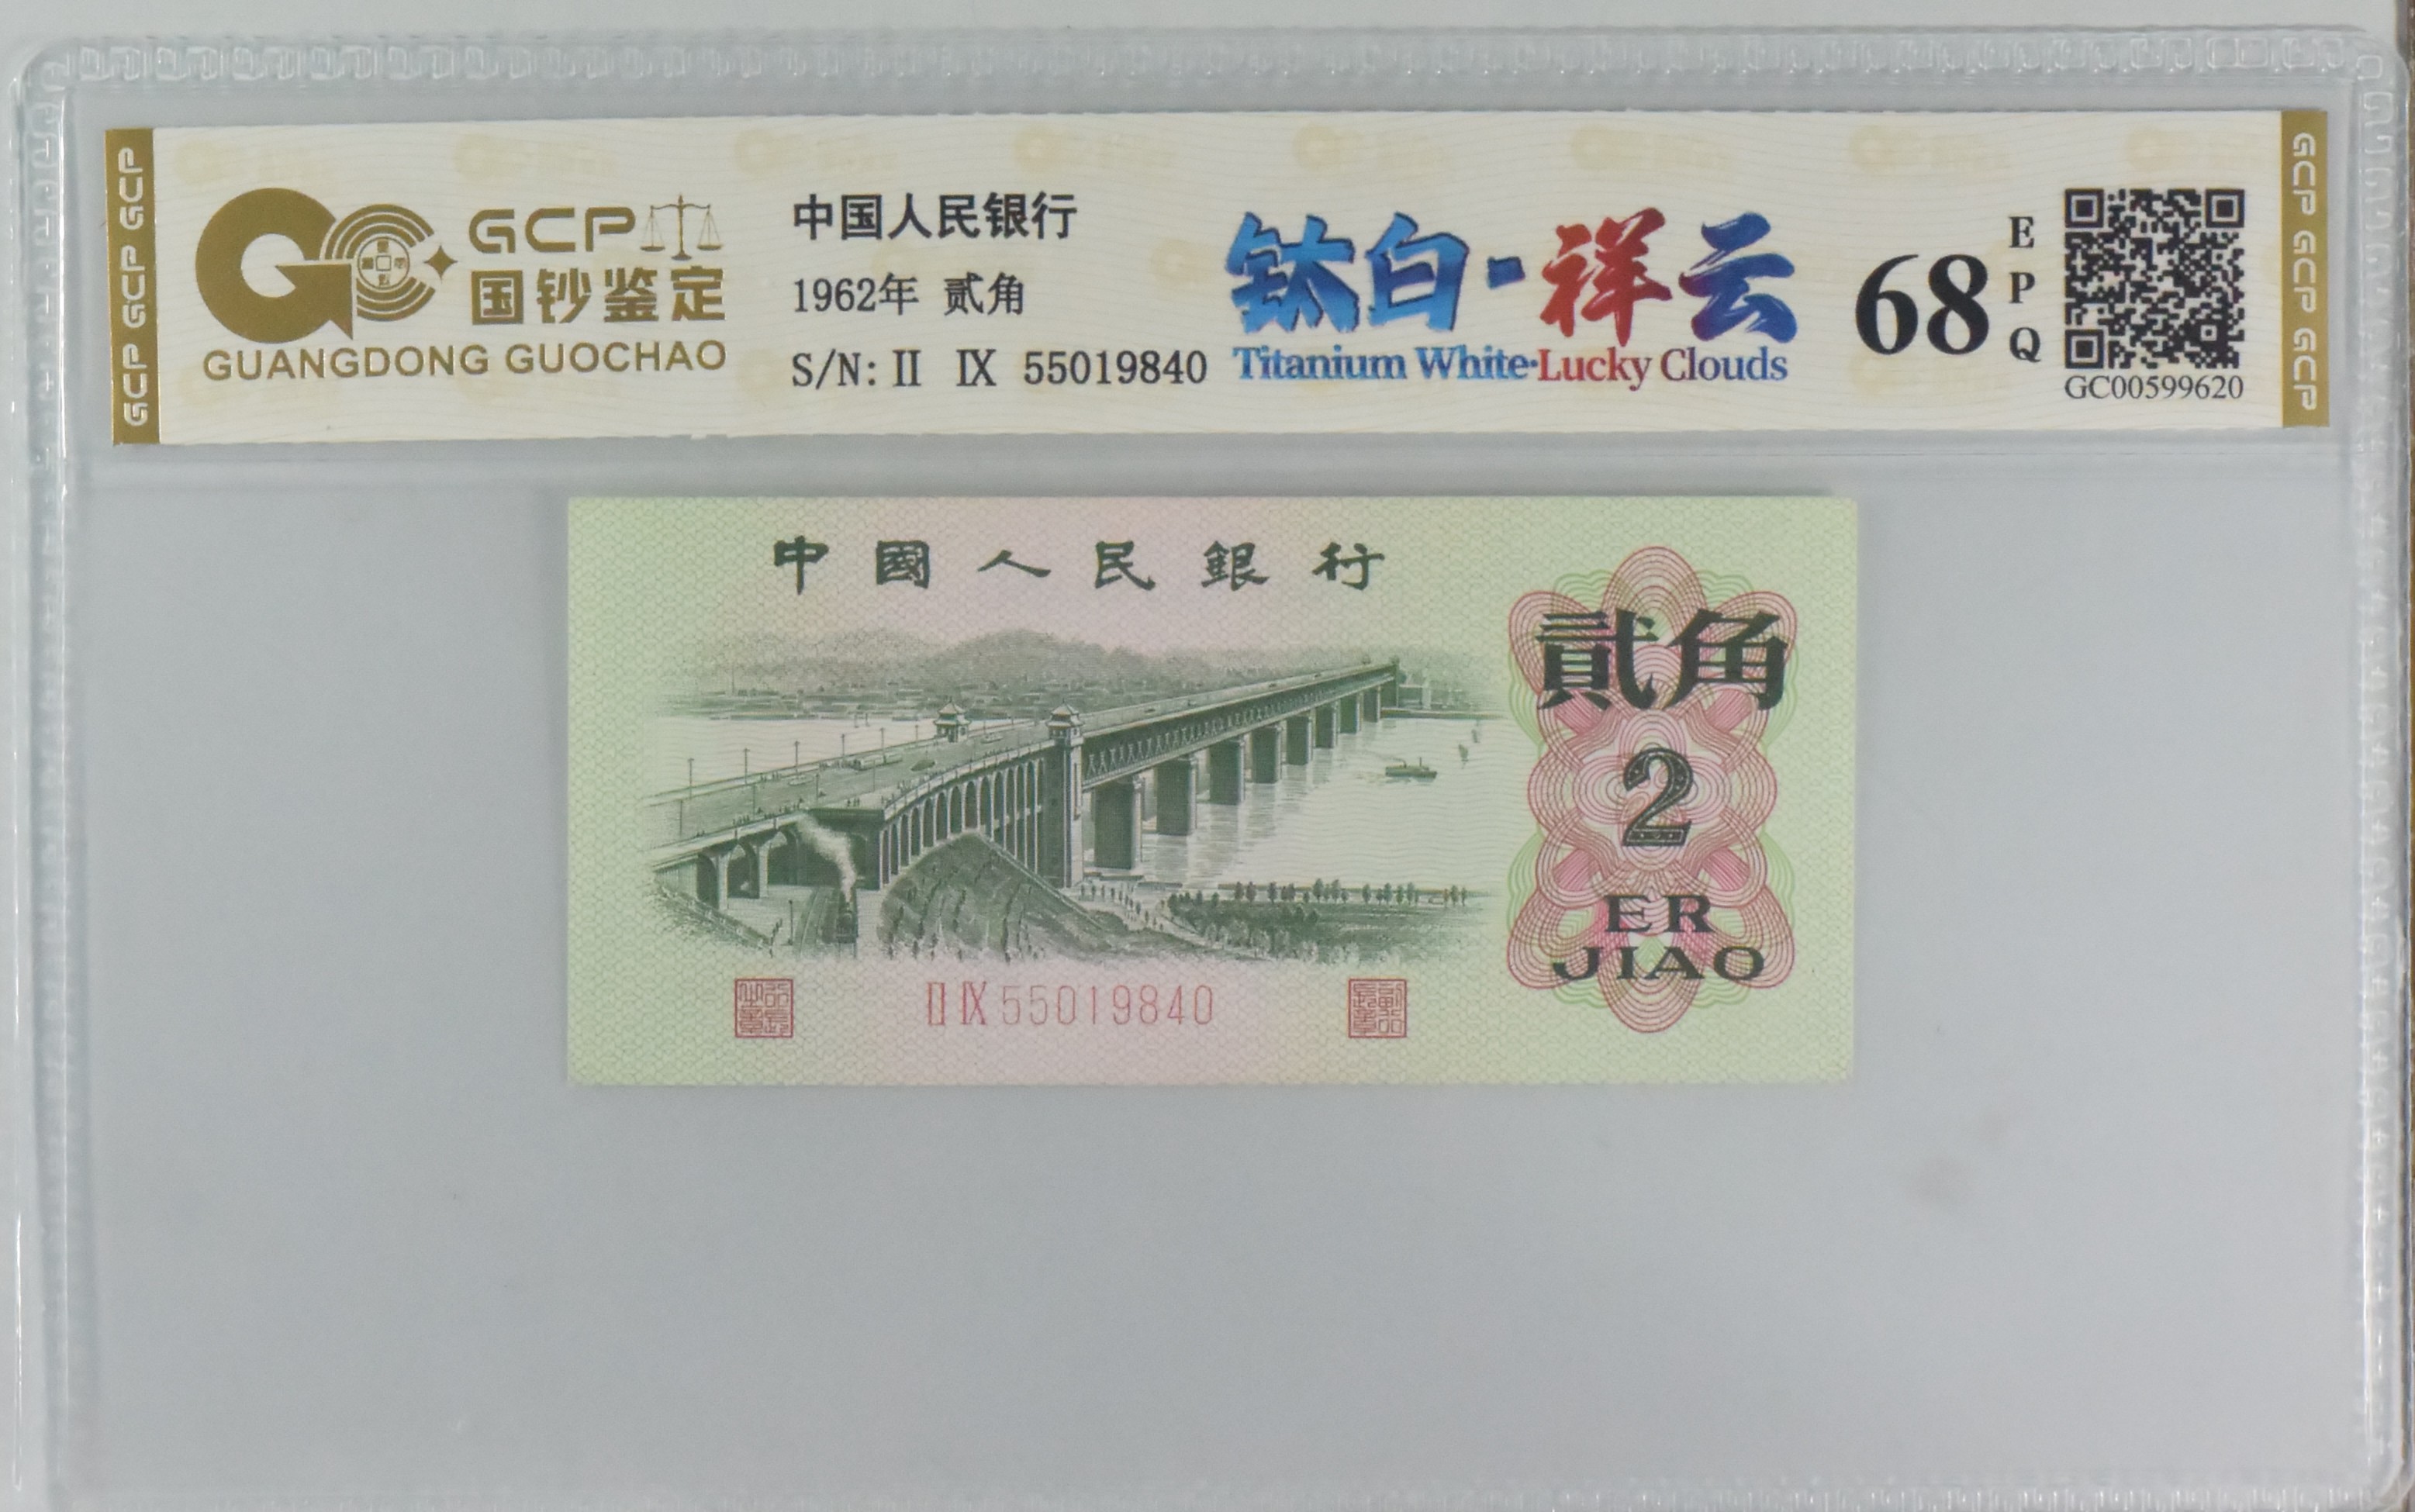 GCP
国钞鉴定
GUANGDONG GUOCHAO
中国人民银行
1962年 贰角
S/N: II IX 55019840
钛白·祥云
Titanium White·Lucky Clouds
68
EPQ
GC00599620
GCP GCP GCP
GCP GCP GCP
中國人民銀行
貳角
2
ER
JIAO
II IX 55019840